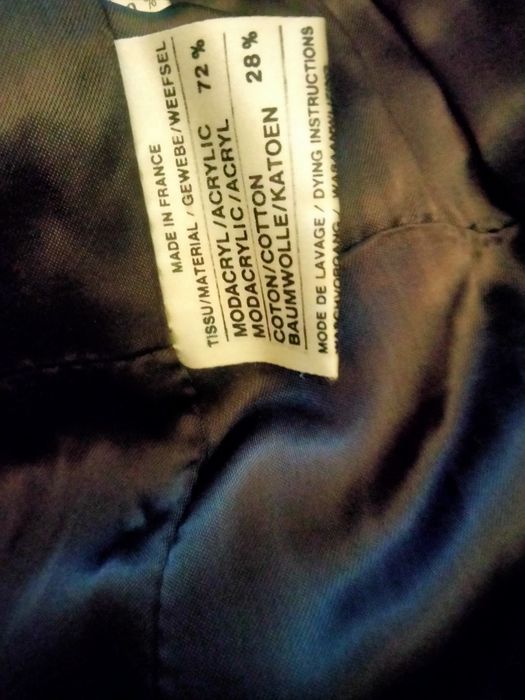 MADE IN FRANCE
TISSU/MATERIAL/GEWEBE/WEEFSEL
MODACRYL/ACRYLIC 72 %
MODACRYLIC/ACRYL
COTON/COTTON 28 %
BAUMWOLLE/KATOEN
MODE DE LAVAGE/DYING INSTRUCTIONS